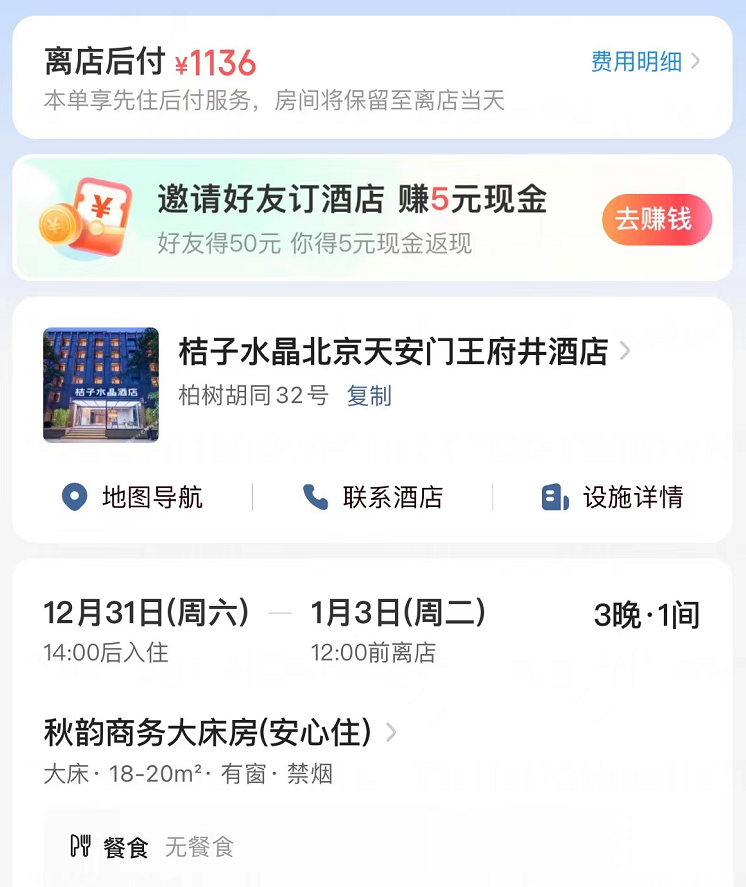 离店后付 ¥1136
费用明细
本单享先住后付服务，房间将保留至离店当天
邀请好友订酒店 赚5元现金
好友得50元 你得5元现金返现
去赚钱
桔子水晶北京天安门王府井酒店
桔子水晶酒店
柏树胡同32号 复制
地图导航
联系酒店
设施详情
12月31日(周六) — 1月3日(周二)
3晚·1间
14:00后入住
12:00前离店
秋韵商务大床房(安心住)
大床· 18-20m²· 有窗· 禁烟
餐食 无餐食